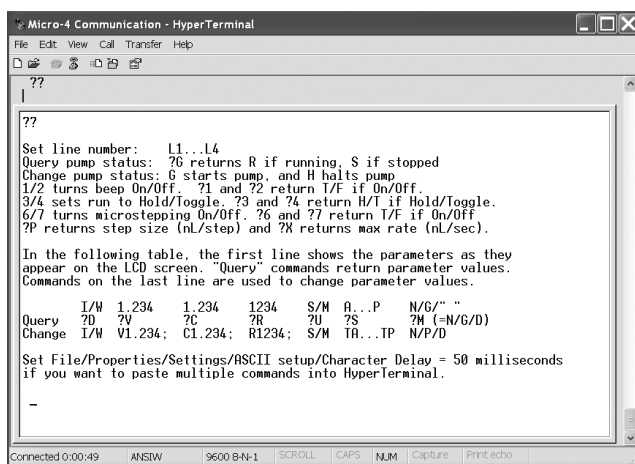 Micro-4 Communication - HyperTerminal
File Edit View Call Transfer Help
??
??
Set line number: L1...L4
Query pump status: ?G returns R if running, S if stopped
Change pump status: G starts pump, and H halts pump
1/2 turns beep On/Off. ?1 and ?2 return T/F if On/Off.
3/4 sets run to Hold/Toggle. ?3 and ?4 return H/T if Hold/Toggle.
6/7 turns microstepping On/Off. ?6 and ?7 return T/F if On/Off
?P returns step size (nL/step) and ?X returns max rate (nL/sec).
In the following table, the first line shows the parameters as they
appear on the LCD screen. "Query" commands return parameter values.
Commands on the last line are used to change parameter values.
I/W 1.234 1.234 1234 S/M A...P N/G/" "
Query ?D ?V ?C ?R ?U ?S ?M (=N/G/D)
Change I/W V1.234; C1.234; R1234; S/M TA...TP N/P/D
Set File/Properties/Settings/ASCII setup/Character Delay = 50 milliseconds
if you want to paste multiple commands into HyperTerminal.
Connected 0:00:49 ANSIW 9600 8-N-1 SCROLL CAPS NUM Capture Print echo